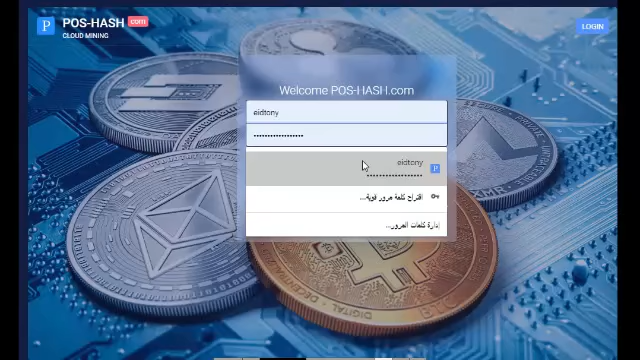 POS-HASH com
CLOUD MINING
LOGIN
Welcome POS-HASH.com
eidtony
eidtony
اقتراح كلمة مرور قوية...
إدارة كلمات المرور...